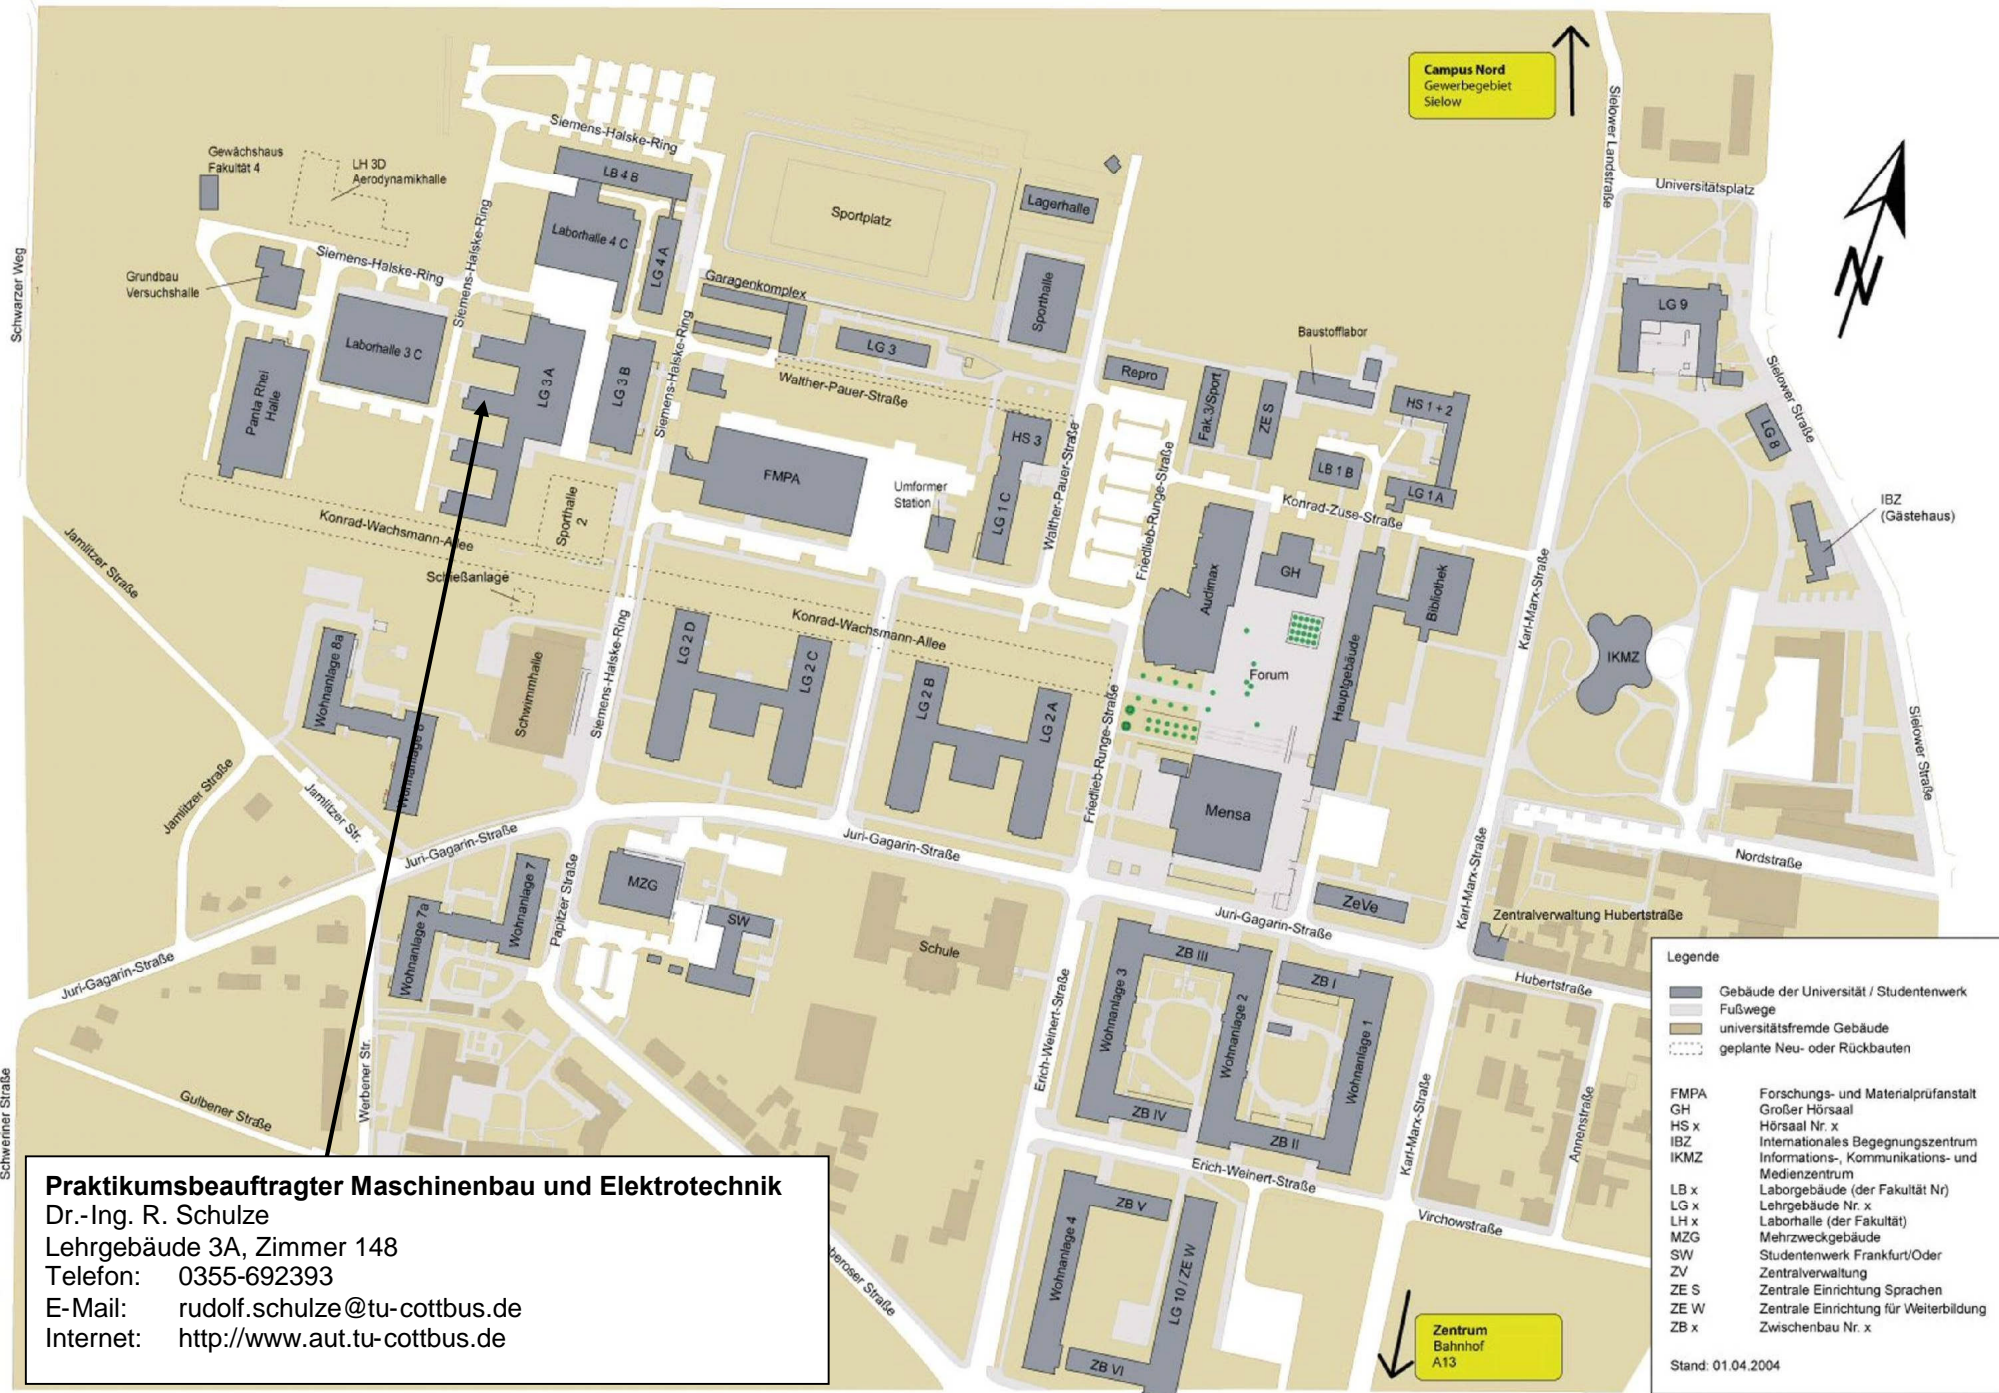 Campus Nord
Gewerbegebiet
Sielow
Sielower Landstraße
Universitätsplatz
Siemens-Halske-Ring
Gewächshaus
Fakultät 4
LH 3D
Aerodynamikhalle
LB 4 B
Lagerhalle
Sportplatz
Laborhalle 4 C
LG 4 A
Siemens-Halske-Ring
Siemens-Halske-Ring
Schwarzer Weg
Grundbau
Versuchshalle
Garagenkomplex
Sporthalle
LG 9
N
Laborhalle 3 C
LG 3
Baustofflabor
Siemens-Halske-Ring
Panta Rhei
Halle
LG 3 A
LG 3 B
Walther-Pauer-Straße
Repro
Fak.3/Sport
ZE S
HS 1 + 2
Sielower Straße
LG 8
HS 3
FMPA
LB 1 B
LG 1 A
Umformer
Station
LG 1 C
Walther-Pauer-Straße
Friedlieb-Runge-Straße
Konrad-Zuse-Straße
IBZ
(Gästehaus)
Konrad-Wachsmann-Allee
Sporthalle
2
Jamlitzer Straße
Schießanlage
Audimax
GH
Bibliothek
Karl-Marx-Straße
Konrad-Wachsmann-Allee
LG 2 D
LG 2 C
LG 2 B
LG 2 A
Wohnanlage 8a
Schwimmhalle
Siemens-Halske-Ring
Forum
Hauptgebäude
IKMZ
Wohnanlage 8
Friedlieb-Runge-Straße
Sielower Straße
Jamlitzer Straße
Jamlitzer Str.
Mensa
Juri-Gagarin-Straße
Juri-Gagarin-Straße
Nordstraße
Karl-Marx-Straße
Wohnanlage 7
Papitzer Straße
MZG
SW
Schule
ZeVe
Juri-Gagarin-Straße
Zentralverwaltung Hubertstraße
Wohnanlage 7a
Juri-Gagarin-Straße
ZB III
ZB I
Hubertstraße
Wohnanlage 3
Wohnanlage 2
Wohnanlage 1
Erich-Weinert-Straße
Werbener Str.
Gulbener Straße
Schweriner Straße
ZB IV
ZB II
Karl-Marx-Straße
Annenstraße
Erich-Weinert-Straße
Virchowstraße
ZB V
Wohnanlage 4
LG 10 / ZE W
ZB VI
Zentrum
Bahnhof
A13
Praktikumsbeauftragter Maschinenbau und Elektrotechnik
Dr.-Ing. R. Schulze
Lehrgebäude 3A, Zimmer 148
Telefon: 0355-692393
E-Mail: rudolf.schulze@tu-cottbus.de
Internet: http://www.aut.tu-cottbus.de
Legende
Gebäude der Universität / Studentenwerk
Fußwege
universitätsfremde Gebäude
geplante Neu- oder Rückbauten
FMPA Forschungs- und Materialprüfanstalt
GH Großer Hörsaal
HS x Hörsaal Nr. x
IBZ Internationales Begegnungszentrum
IKMZ Informations-, Kommunikations- und
Medienzentrum
LB x Laborgebäude (der Fakultät Nr)
LG x Lehrgebäude Nr. x
LH x Laborhalle (der Fakultät)
MZG Mehrzweckgebäude
SW Studentenwerk Frankfurt/Oder
ZV Zentralverwaltung
ZE S Zentrale Einrichtung Sprachen
ZE W Zentrale Einrichtung für Weiterbildung
ZB x Zwischenbau Nr. x
Stand: 01.04.2004